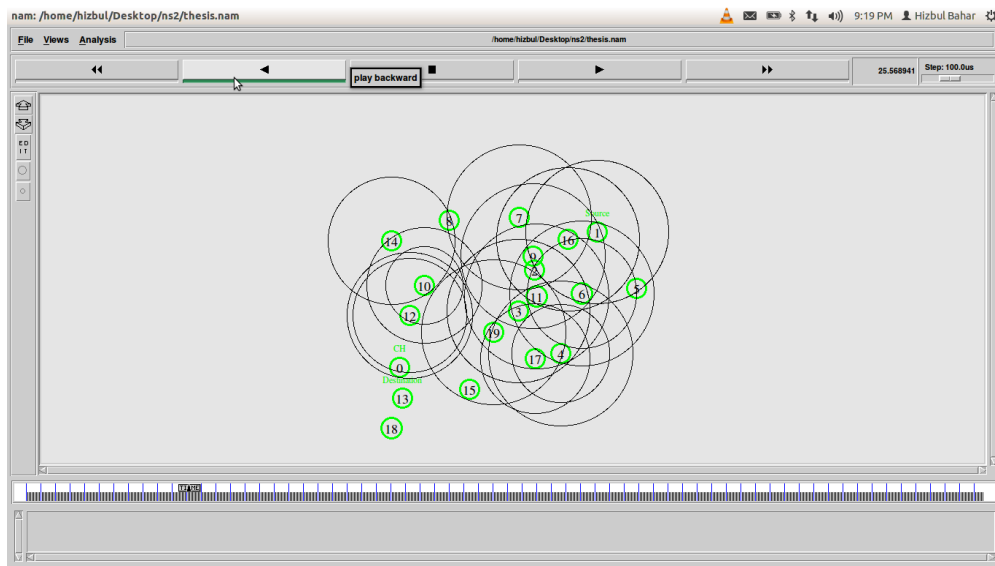 nam: /home/hizbul/Desktop/ns2/thesis.nam
9:19 PM Hizbul Bahar
File Views Analysis /home/hizbul/Desktop/ns2/thesis.nam
play backward
25.568941 Step: 100.0us
E D
I T
8
7
Source
1
14
16
9
2
10
5
6
11
3
12
19
CH
17
4
0
Destination
15
13
18